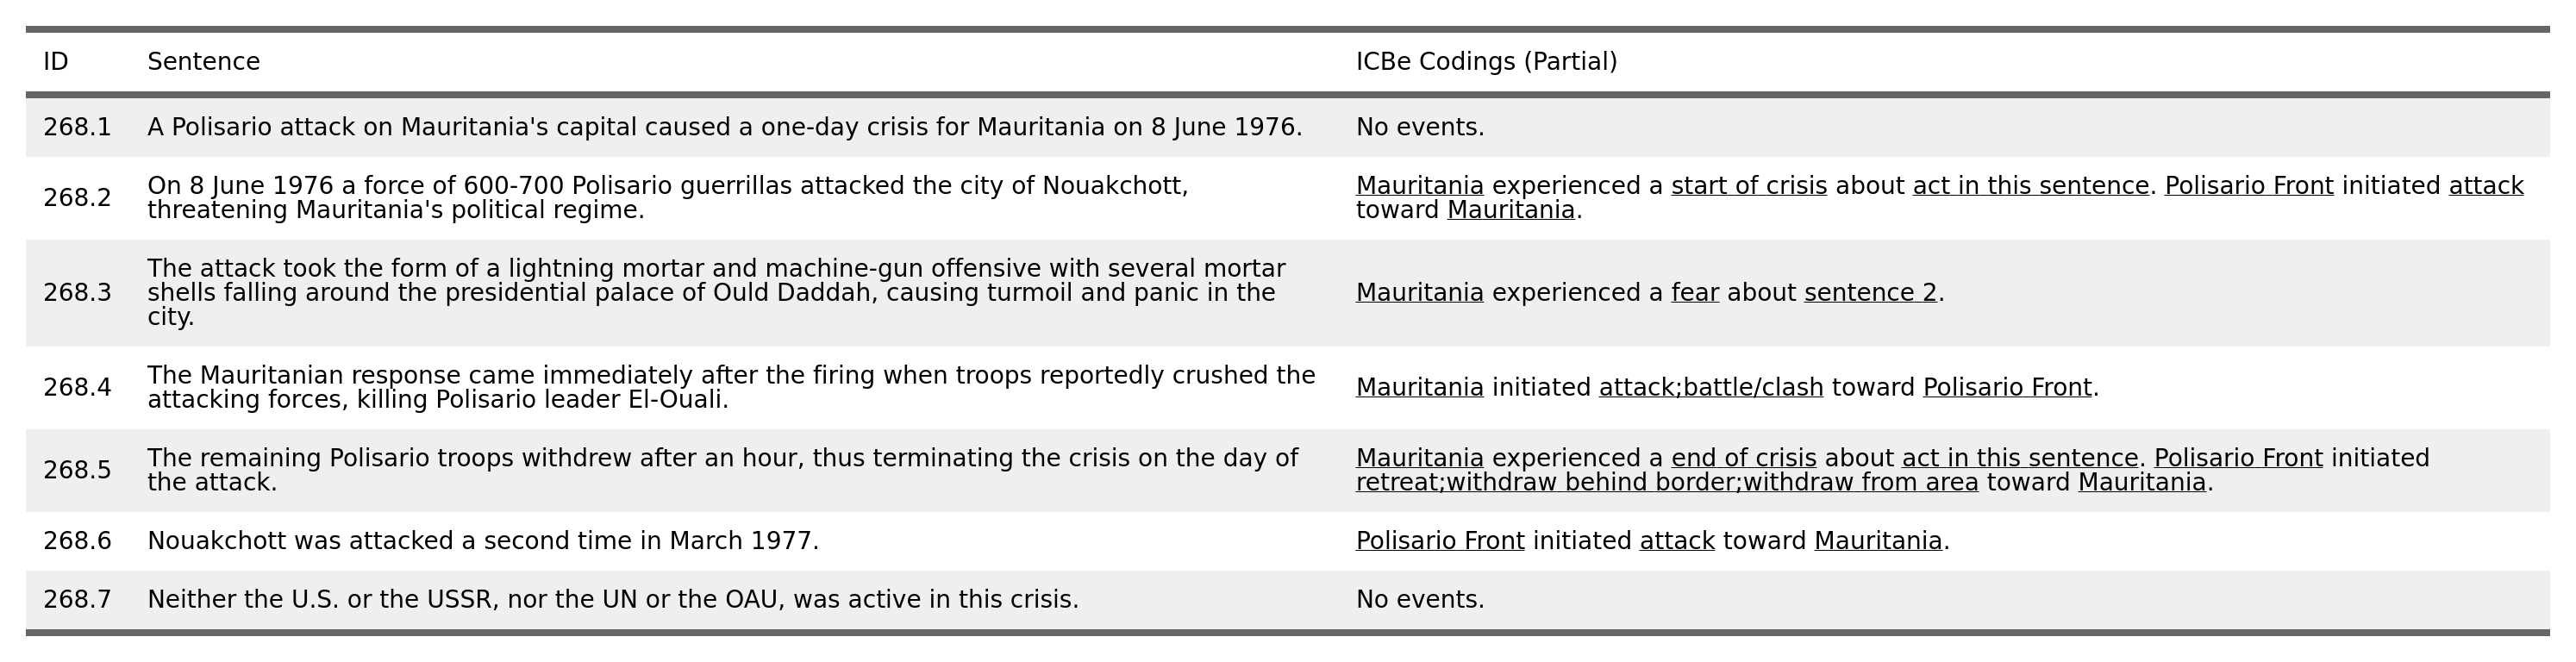 ID Sentence ICBe Codings (Partial)
268.1 A Polisario attack on Mauritania's capital caused a one-day crisis for Mauritania on 8 June 1976. No events.
268.2 On 8 June 1976 a force of 600-700 Polisario guerrillas attacked the city of Nouakchott,
threatening Mauritania's political regime.
Mauritania experienced a start of crisis about act in this sentence. Polisario Front initiated attack
toward Mauritania.
268.3 The attack took the form of a lightning mortar and machine-gun offensive with several mortar
shells falling around the presidential palace of Ould Daddah, causing turmoil and panic in the
city.
Mauritania experienced a fear about sentence 2.
268.4 The Mauritanian response came immediately after the firing when troops reportedly crushed the
attacking forces, killing Polisario leader El-Ouali.
Mauritania initiated attack;battle/clash toward Polisario Front.
268.5 The remaining Polisario troops withdrew after an hour, thus terminating the crisis on the day of
the attack.
Mauritania experienced a end of crisis about act in this sentence. Polisario Front initiated
retreat;withdraw behind border;withdraw from area toward Mauritania.
268.6 Nouakchott was attacked a second time in March 1977. Polisario Front initiated attack toward Mauritania.
268.7 Neither the U.S. or the USSR, nor the UN or the OAU, was active in this crisis. No events.